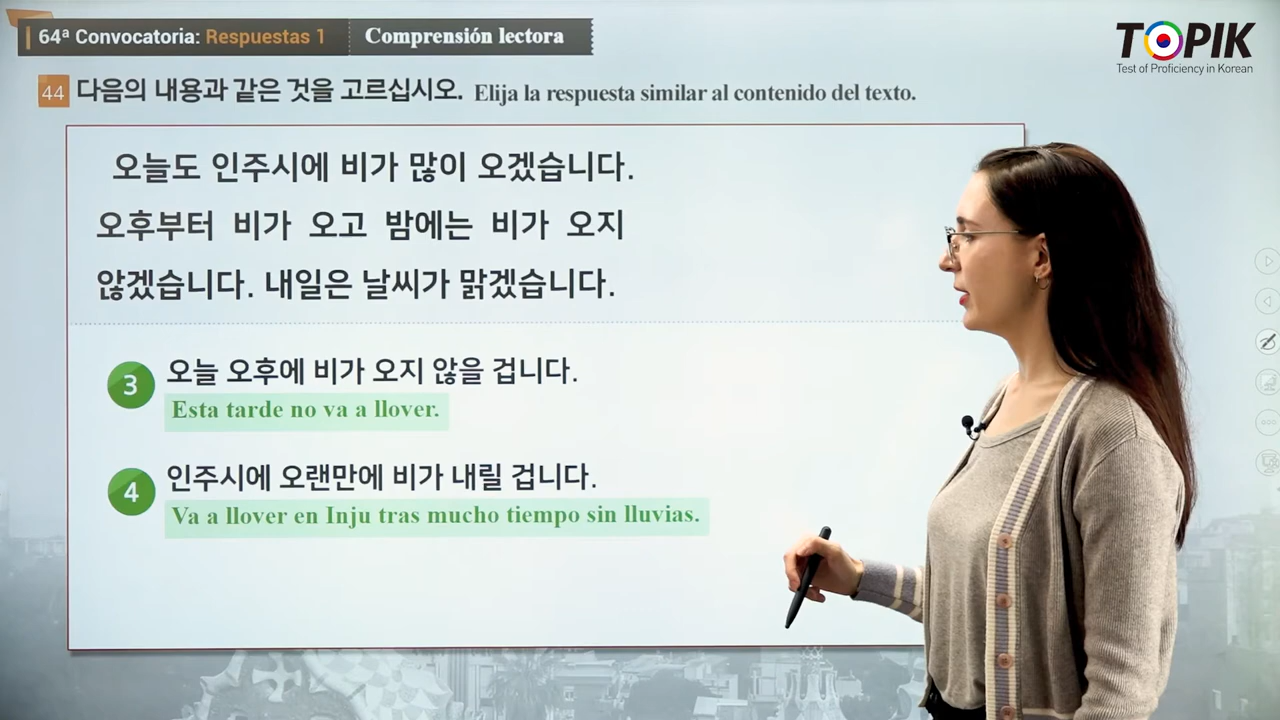 64ª Convocatoria: Respuestas 1 Comprensión lectora
TOPIK
Test of Proficiency in Korean
44 다음의 내용과 같은 것을 고르십시오. Elija la respuesta similar al contenido del texto.
오늘도 인주시에 비가 많이 오겠습니다.
오후부터 비가 오고 밤에는 비가 오지
않겠습니다. 내일은 날씨가 맑겠습니다.
3 오늘 오후에 비가 오지 않을 겁니다.
Esta tarde no va a llover.
4 인주시에 오랜만에 비가 내릴 겁니다.
Va a llover en Inju tras mucho tiempo sin lluvias.